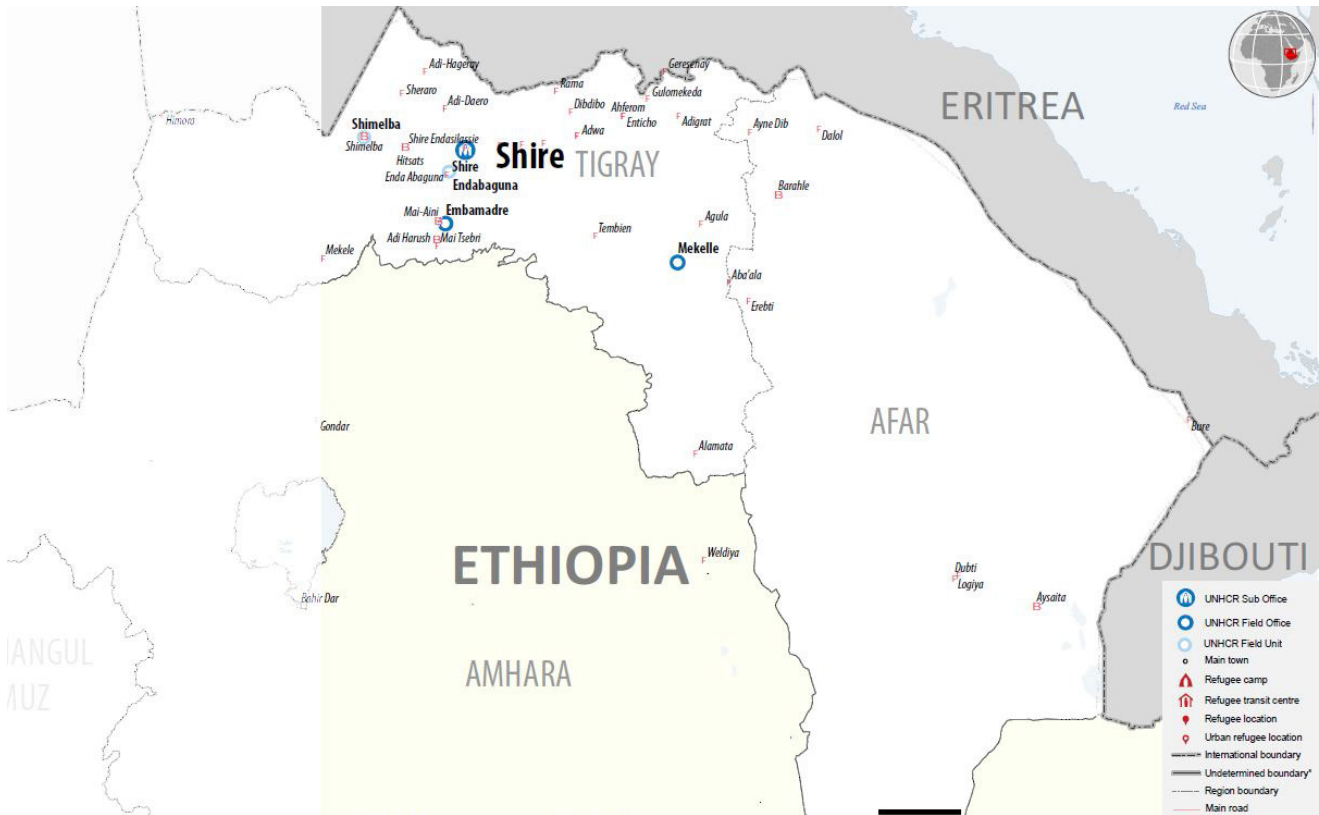 Adi-Hageray
Geresenay
Sheraro
Rama
Gulomekeda
Adi-Daero
Dibdibo
Ahferom
ERITREA
Red Sea
Himora
Shimelba
Enticho
Adigrat
Ayne Dib
Dalol
Adwa
Shimelba
Shire Endasilassie
Hitsats
Shire
Shire
TIGRAY
Enda Abaguna
Endabaguna
Barahle
Mai-Aini
Embamadre
Agula
Tembien
Adi Harush
Mai Tsebri
Mekele
Mekelle
Aba'ala
Erebti
AFAR
Gondar
Bure
Alamata
ETHIOPIA
Weldiya
DJIBOUTI
Dubti
Logiya
Aysaita
Bahir Dar
ANGUL
MUZ
AMHARA
UNHCR Sub Office
UNHCR Field Office
UNHCR Field Unit
Main town
Refugee camp
Refugee transit centre
Refugee location
Urban refugee location
International boundary
Undetermined boundary*
Region boundary
Main road